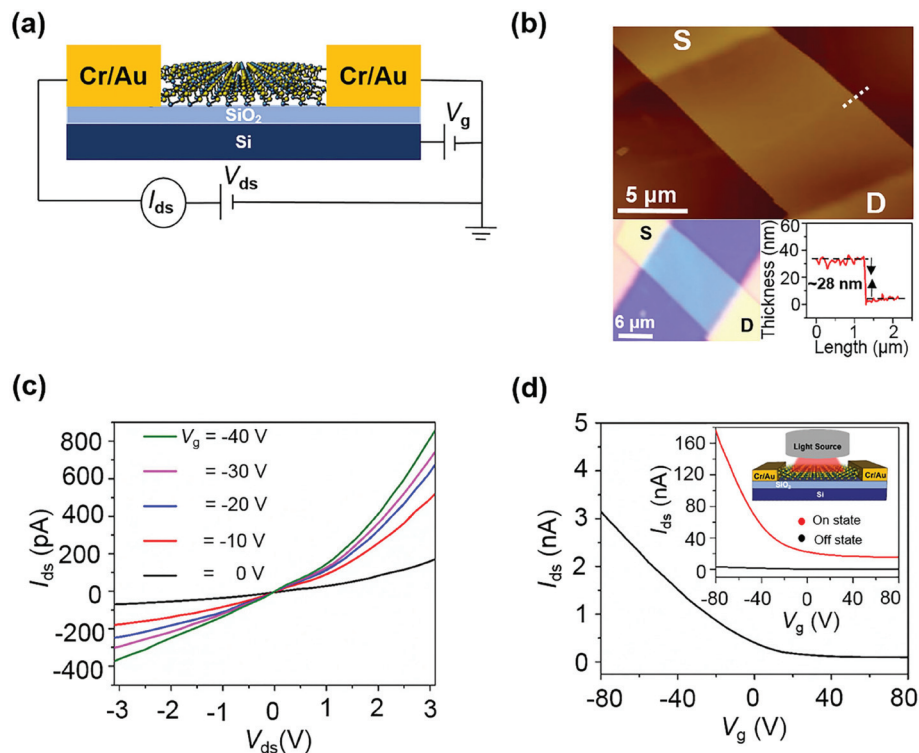 (a)
Cr/Au
Cr/Au
SiO2
Si
Vg
Vds
Ids
(b)
S
D
5 µm
S
D
6 µm
Thickness (nm)
60
40
20
0
~28 nm
0 1 2
Length (µm)
(c)
Ids (pA)
800
600
400
200
0
-200
-400
Vg = -40 V
= -30 V
= -20 V
= -10 V
= 0 V
-3 -2 -1 0 1 2 3
Vds(V)
(d)
Ids (nA)
5
4
3
2
1
0
-80 -40 0 40 80
Vg (V)
Ids (nA)
160
120
80
40
0
Light Source
Cr/Au
Cr/Au
SiO2
Si
On state
Off state
-80 -40 0 40 80
Vg (V)